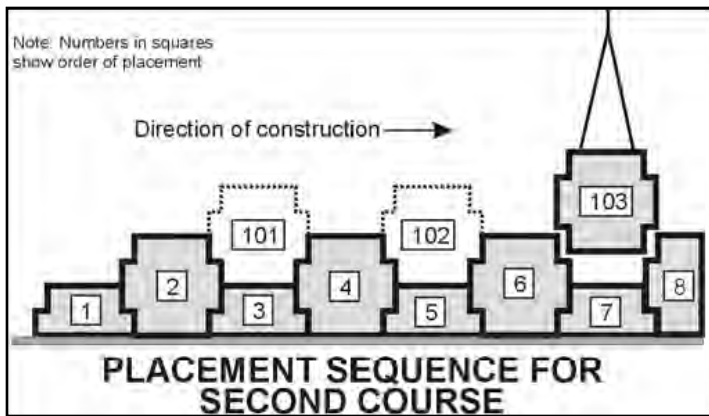 Note: Numbers in squares
show order of placement
Direction of construction
103
101
102
1
2
3
4
5
6
7
8
PLACEMENT SEQUENCE FOR
SECOND COURSE